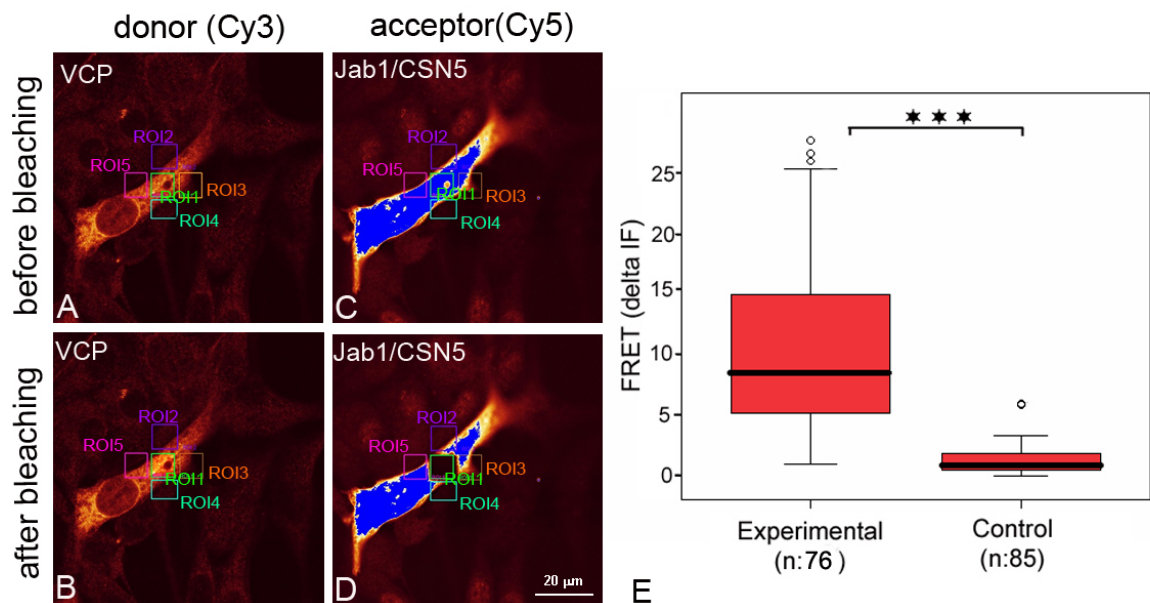 donor (Cy3)
acceptor(Cy5)
before bleaching
VCP
ROI2
ROI5
ROI3
ROI1
ROI4
A
Jab1/CSN5
ROI2
ROI5
ROI3
ROI1
ROI4
C
after bleaching
VCP
ROI2
ROI5
ROI3
ROI1
ROI4
B
Jab1/CSN5
ROI2
ROI5
ROI3
ROI1
ROI4
20 μm
D
FRET (delta IF)
25
20
15
10
5
0
★ ★ ★
Experimental
(n:76 )
Control
(n:85)
E